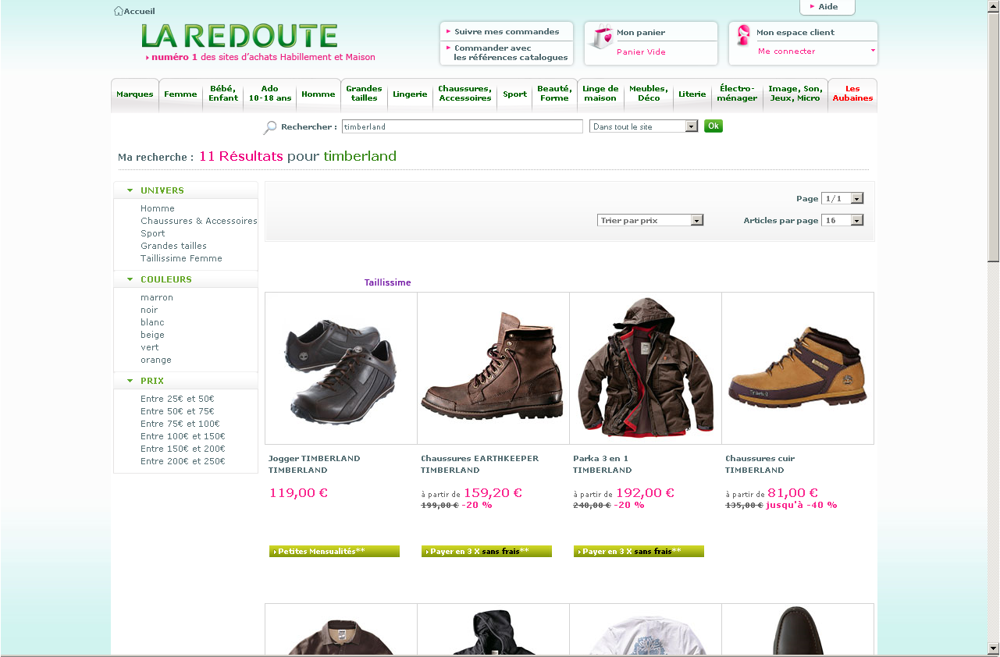 Accueil
Aide
LA REDOUTE
numéro 1 des sites d'achats Habillement et Maison
Suivre mes commandes
Commander avec
les références catalogues
Mon panier
Panier Vide
Mon espace client
Me connecter
Marques
Femme
Bébé,
Enfant
Ado
10-18 ans
Homme
Grandes
tailles
Lingerie
Chaussures,
Accessoires
Sport
Beauté,
Forme
Linge de
maison
Meubles,
Déco
Literie
Électro-
ménager
Image, Son,
Jeux, Micro
Les
Aubaines
Rechercher : timberland Dans tout le site Ok
Ma recherche : 11 Résultats pour timberland
UNIVERS
Homme
Chaussures & Accessoires
Sport
Grandes tailles
Taillissime Femme
COULEURS
marron
noir
blanc
beige
vert
orange
PRIX
Entre 25€ et 50€
Entre 50€ et 75€
Entre 75€ et 100€
Entre 100€ et 150€
Entre 150€ et 200€
Entre 200€ et 250€
Page 1/1
Trier par prix Articles par page 16
Taillissime
Jogger TIMBERLAND
TIMBERLAND
119,00 €
Petites Mensualités**
Chaussures EARTHKEEPER
TIMBERLAND
à partir de 159,20 €
199,00 € -20 %
Payer en 3 X sans frais**
Parka 3 en 1
TIMBERLAND
à partir de 192,00 €
240,00 € -20 %
Payer en 3 X sans frais**
Chaussures cuir
TIMBERLAND
à partir de 81,00 €
135,00 € jusqu'à -40 %